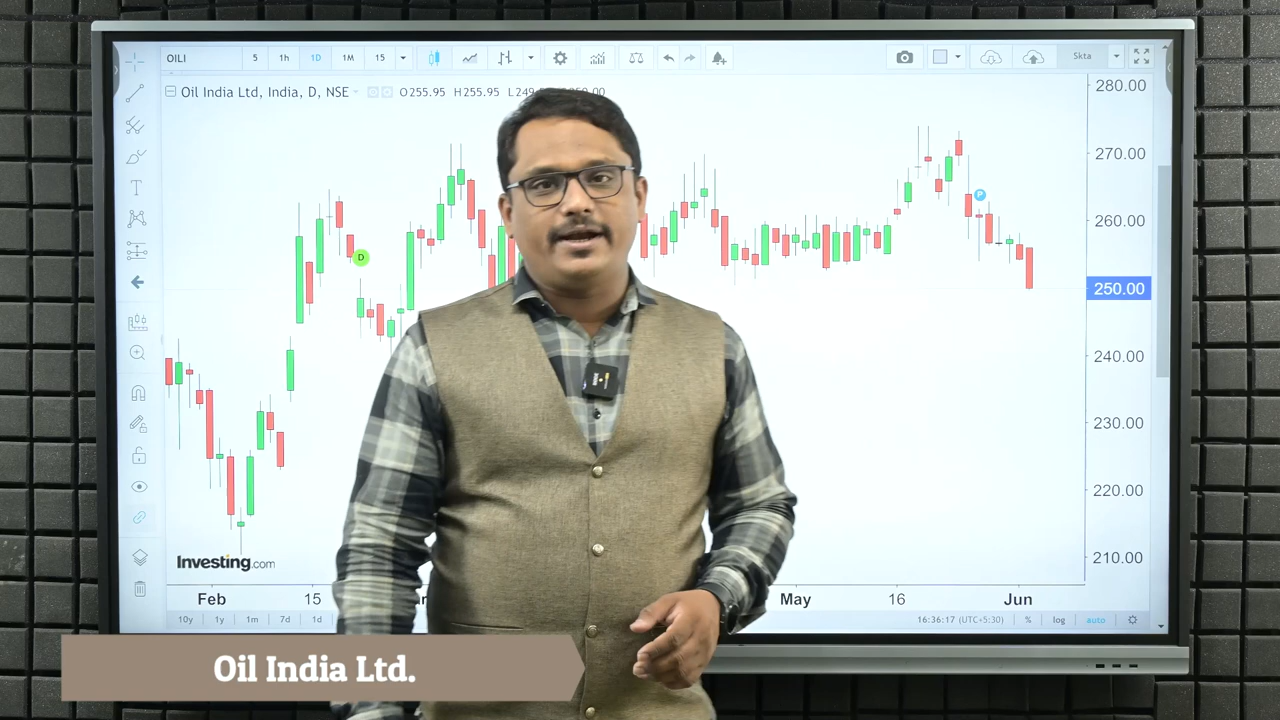 OILI 5 1h 1D 1M 15 Skta
Oil India Ltd, India, D, NSE O255.95 H255.95
280.00
270.00
260.00
250.00
240.00
230.00
220.00
210.00
D
P
T
Investing.com
Feb 15 May 16 Jun
10y 1y 1m 7d 1d 16:36:17 (UTC+5:30) % log auto
Oil India Ltd.